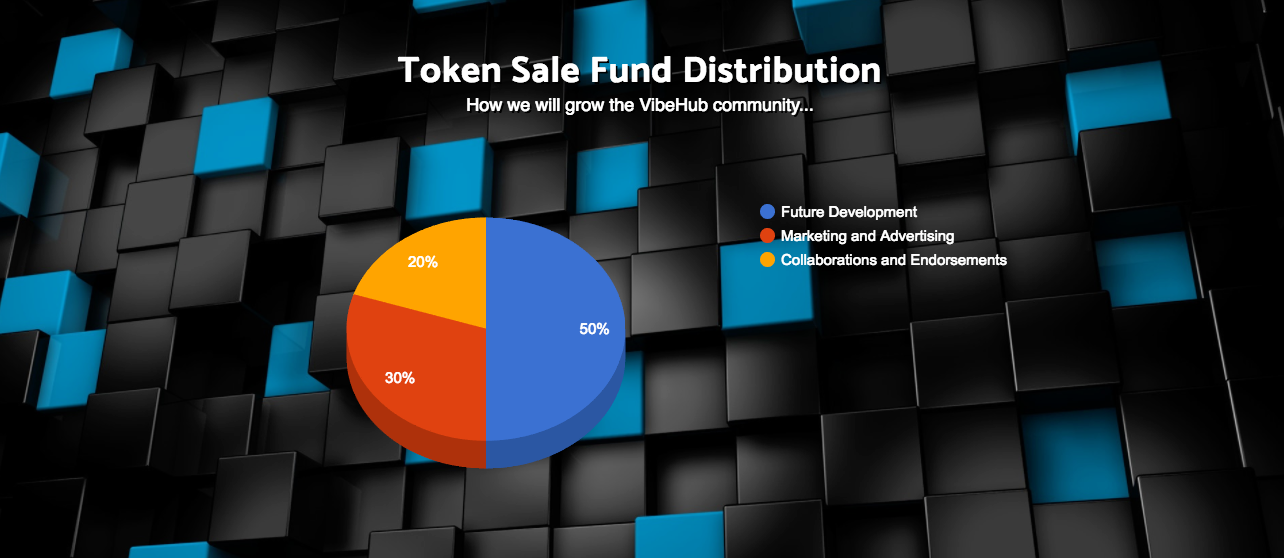 Token Sale Fund Distribution
How we will grow the VibeHub community...
Future Development
Marketing and Advertising
Collaborations and Endorsements
20%
50%
30%